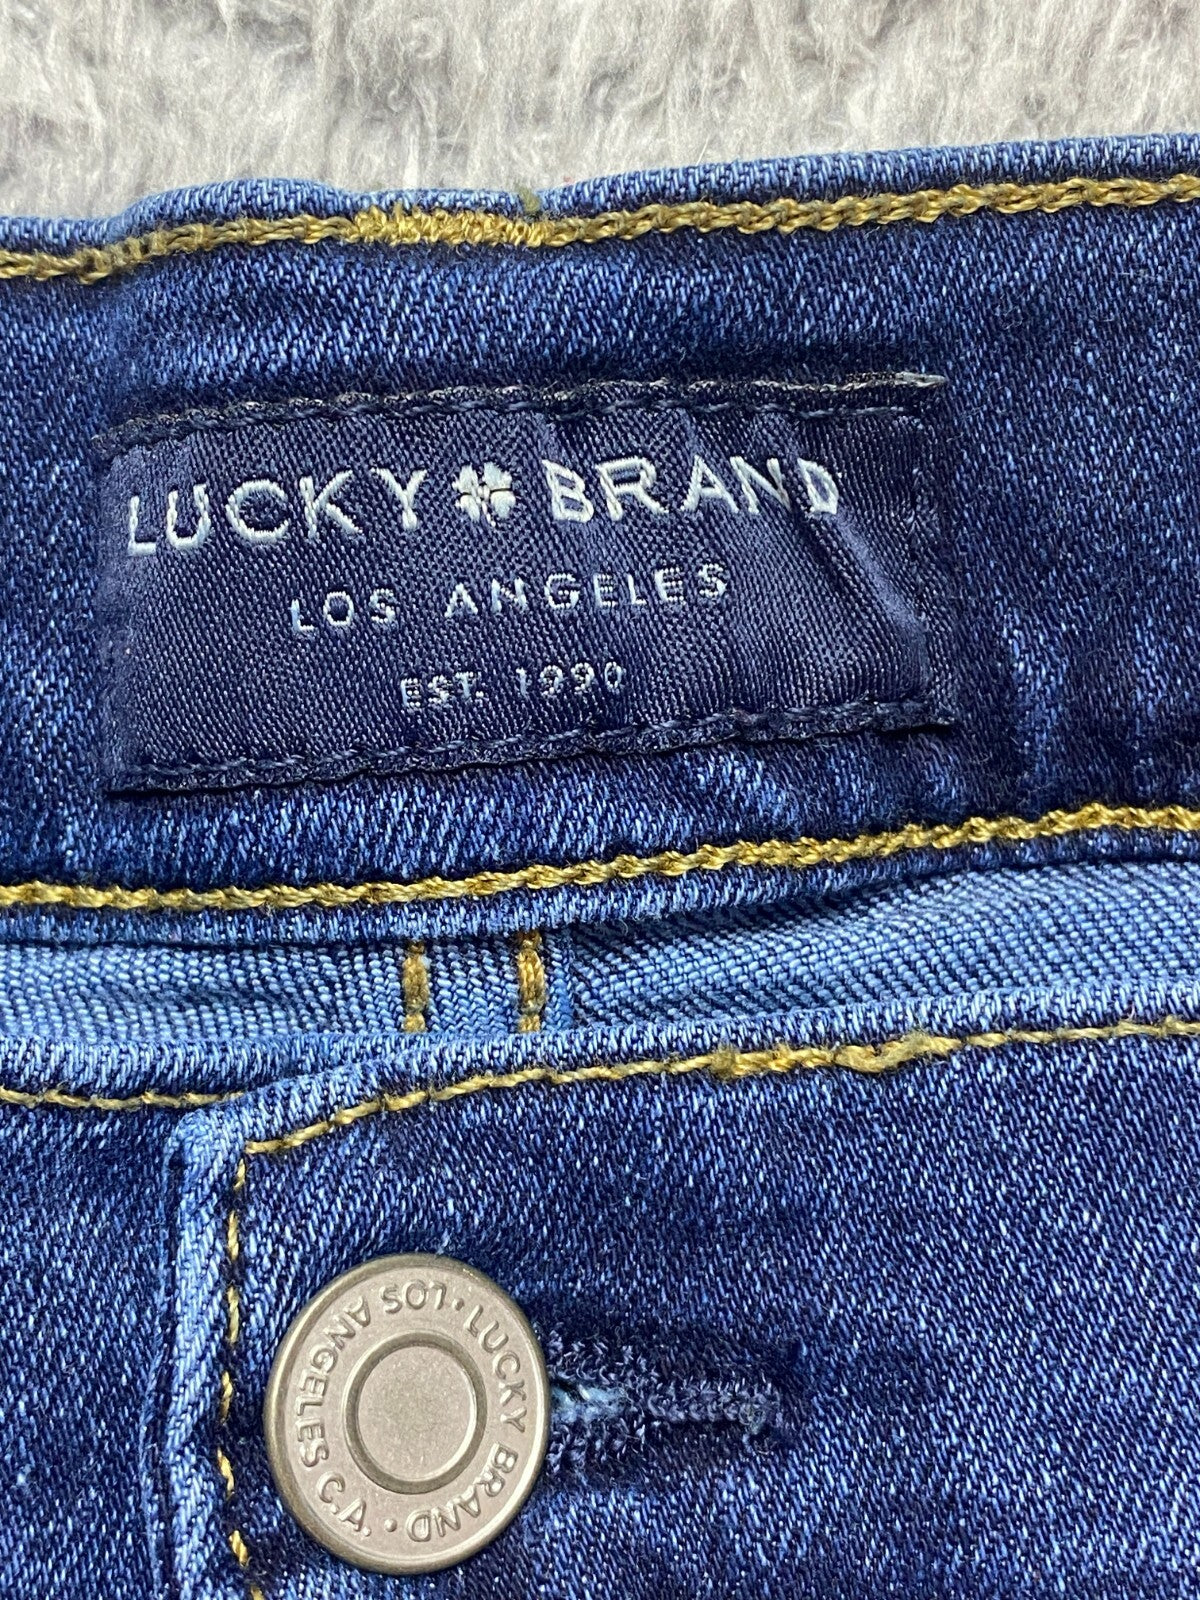 LUCKY BRAND
LOS ANGELES
EST. 1990
LUCKY BRAND · LOS ANGELES C.A. ·